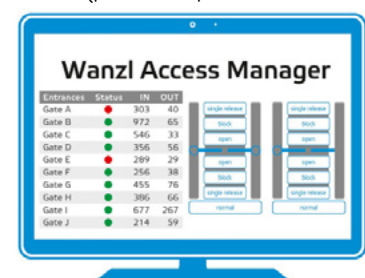 Wanzl Access Manager
Entrances Status IN OUT
Gate A 303 40
Gate B 972 65
Gate C 546 33
Gate D 356 56
Gate E 289 29
Gate F 256 38
Gate G 455 76
Gate H 386 66
Gate I 677 267
Gate J 214 59
single release single release
block block
open open
open open
block block
single release single release
normal normal